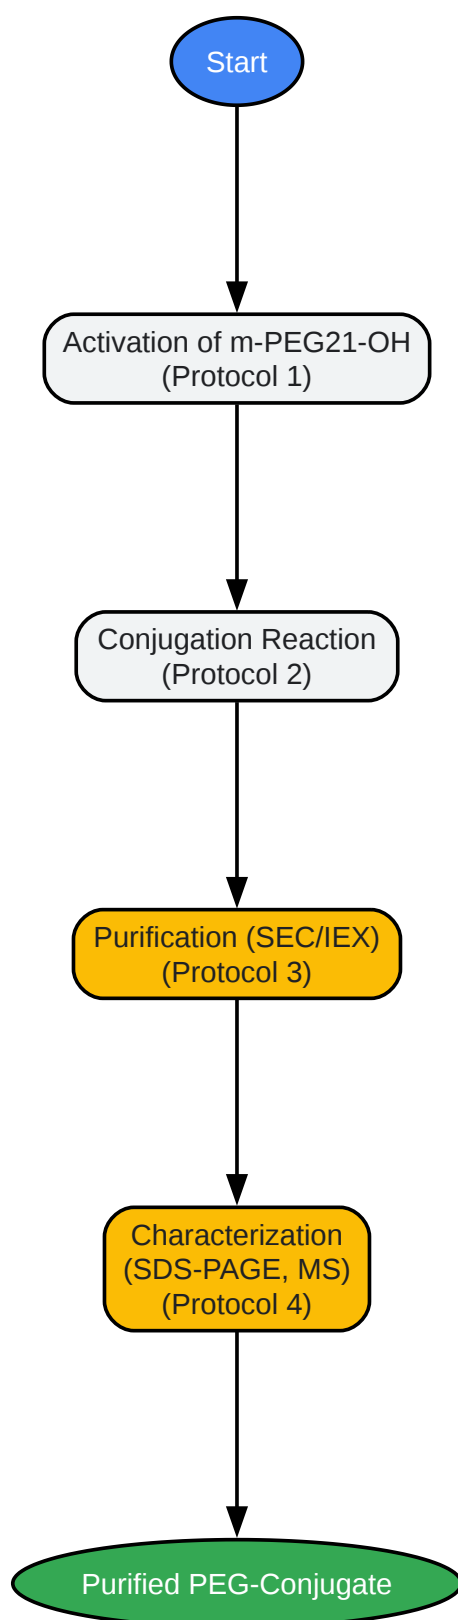 Start
Activation of m-PEG21-OH
(Protocol 1)
Conjugation Reaction
(Protocol 2)
Purification (SEC/IEX)
(Protocol 3)
Characterization
(SDS-PAGE, MS)
(Protocol 4)
Purified PEG-Conjugate